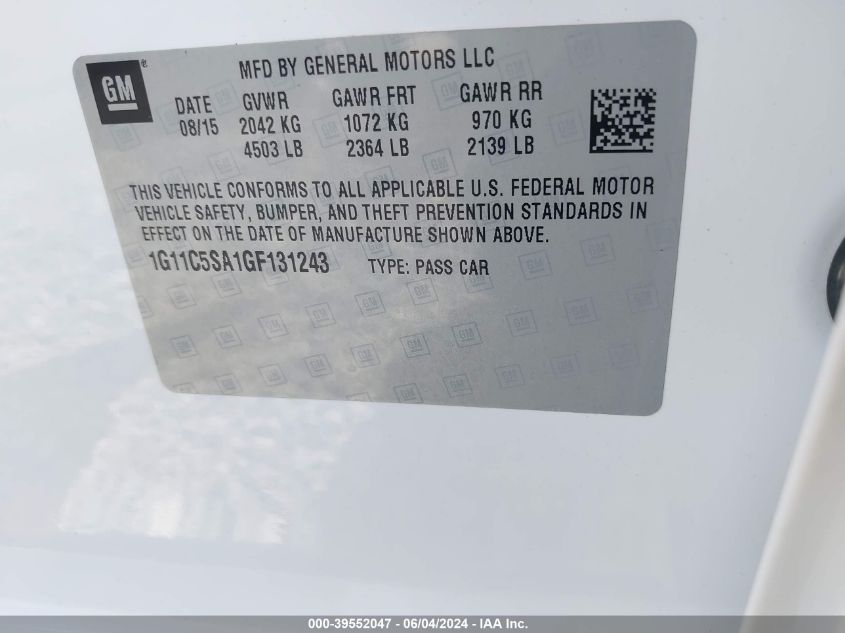 GM
MFD BY GENERAL MOTORS LLC
DATE GVWR GAWR FRT GAWR RR
08/15 2042 KG 1072 KG 970 KG
4503 LB 2364 LB 2139 LB
THIS VEHICLE CONFORMS TO ALL APPLICABLE U.S. FEDERAL MOTOR
VEHICLE SAFETY, BUMPER, AND THEFT PREVENTION STANDARDS IN
EFFECT ON THE DATE OF MANUFACTURE SHOWN ABOVE.
1G11C5SA1GF131243 TYPE: PASS CAR
000-39552047 - 06/04/2024 - IAA Inc.